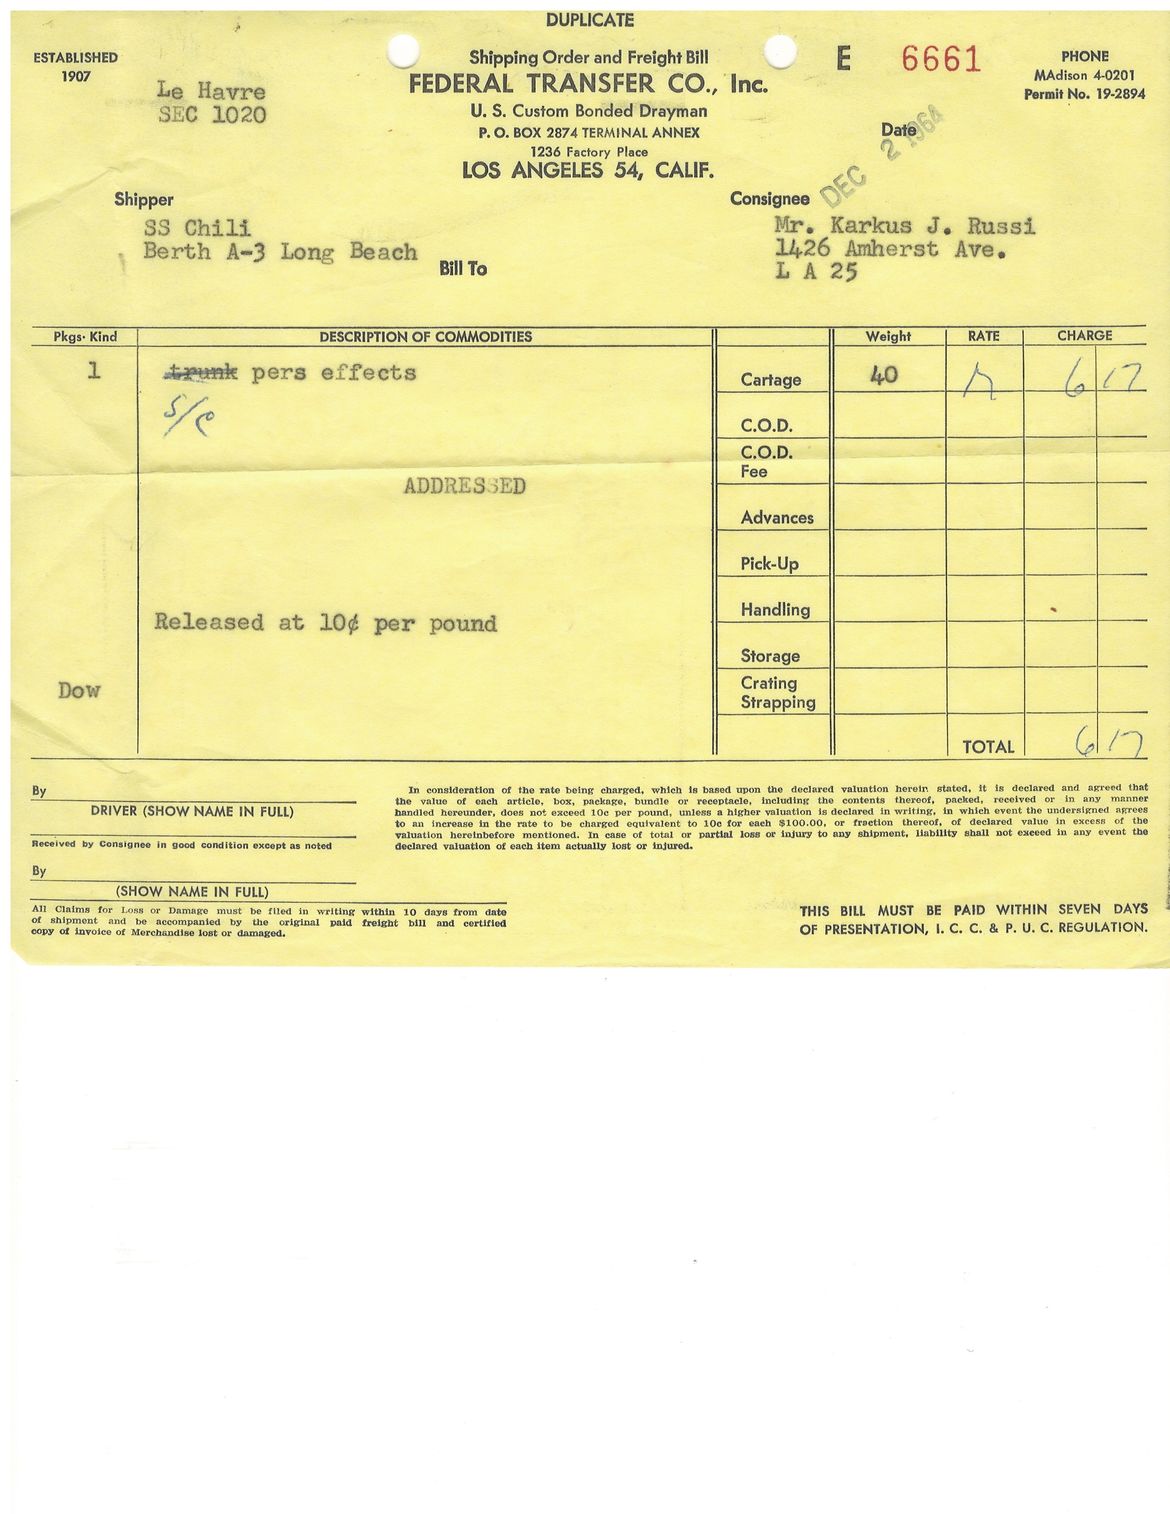 DUPLICATE
ESTABLISHED
1907
Le Havre
SEC 1020
Shipping Order and Freight Bill
FEDERAL TRANSFER CO., Inc.
U. S. Custom Bonded Drayman
P. O. BOX 2874 TERMINAL ANNEX
1236 Factory Place
LOS ANGELES 54, CALIF.
E 6661
PHONE
MAdison 4-0201
Permit No. 19-2894
Date
DEC 2 1964
Shipper
SS Chili
Berth A-3 Long Beach
Bill To
Consignee
Mr. Karkus J. Russi
1426 Amherst Ave.
L A 25
Pkgs· Kind DESCRIPTION OF COMMODITIES Weight RATE CHARGE
1 trunk pers effects
S/C
Cartage 40 M 6 17
C.O.D.
C.O.D.
Fee
ADDRESSED
Advances
Pick-Up
Handling
Released at 10¢ per pound
Storage
Crating
Strapping
Dow
TOTAL 6 17
By
DRIVER (SHOW NAME IN FULL)
Received by Consignee in good condition except as noted
By
(SHOW NAME IN FULL)
All Claims for Loss or Damage must be filed in writing within 10 days from date
of shipment and be accompanied by the original paid freight bill and certified
copy of invoice of Merchandise lost or damaged.
In consideration of the rate being charged, which is based upon the declared valuation herein stated, it is declared and agreed that
the value of each article, box, package, bundle or receptacle, including the contents thereof, packed, received or in any manner
handled hereunder, does not exceed 10c per pound, unless a higher valuation is declared in writing, in which event the undersigned agrees
to an increase in the rate to be charged equivalent to 10c for each $100.00, or fraction thereof, of declared value in excess of the
valuation hereinbefore mentioned. In case of total or partial loss or injury to any shipment, liability shall not exceed in any event the
declared valuation of each item actually lost or injured.
THIS BILL MUST BE PAID WITHIN SEVEN DAYS
OF PRESENTATION, I. C. C. & P. U. C. REGULATION.